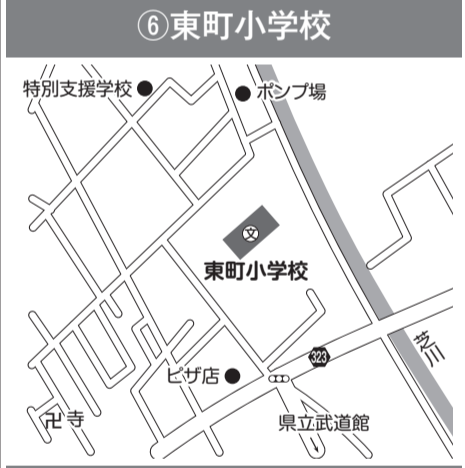 ⑥東町小学校
特別支援学校
ポンプ場
文
東町小学校
323
芝川
ピザ店
卍寺
県立武道館